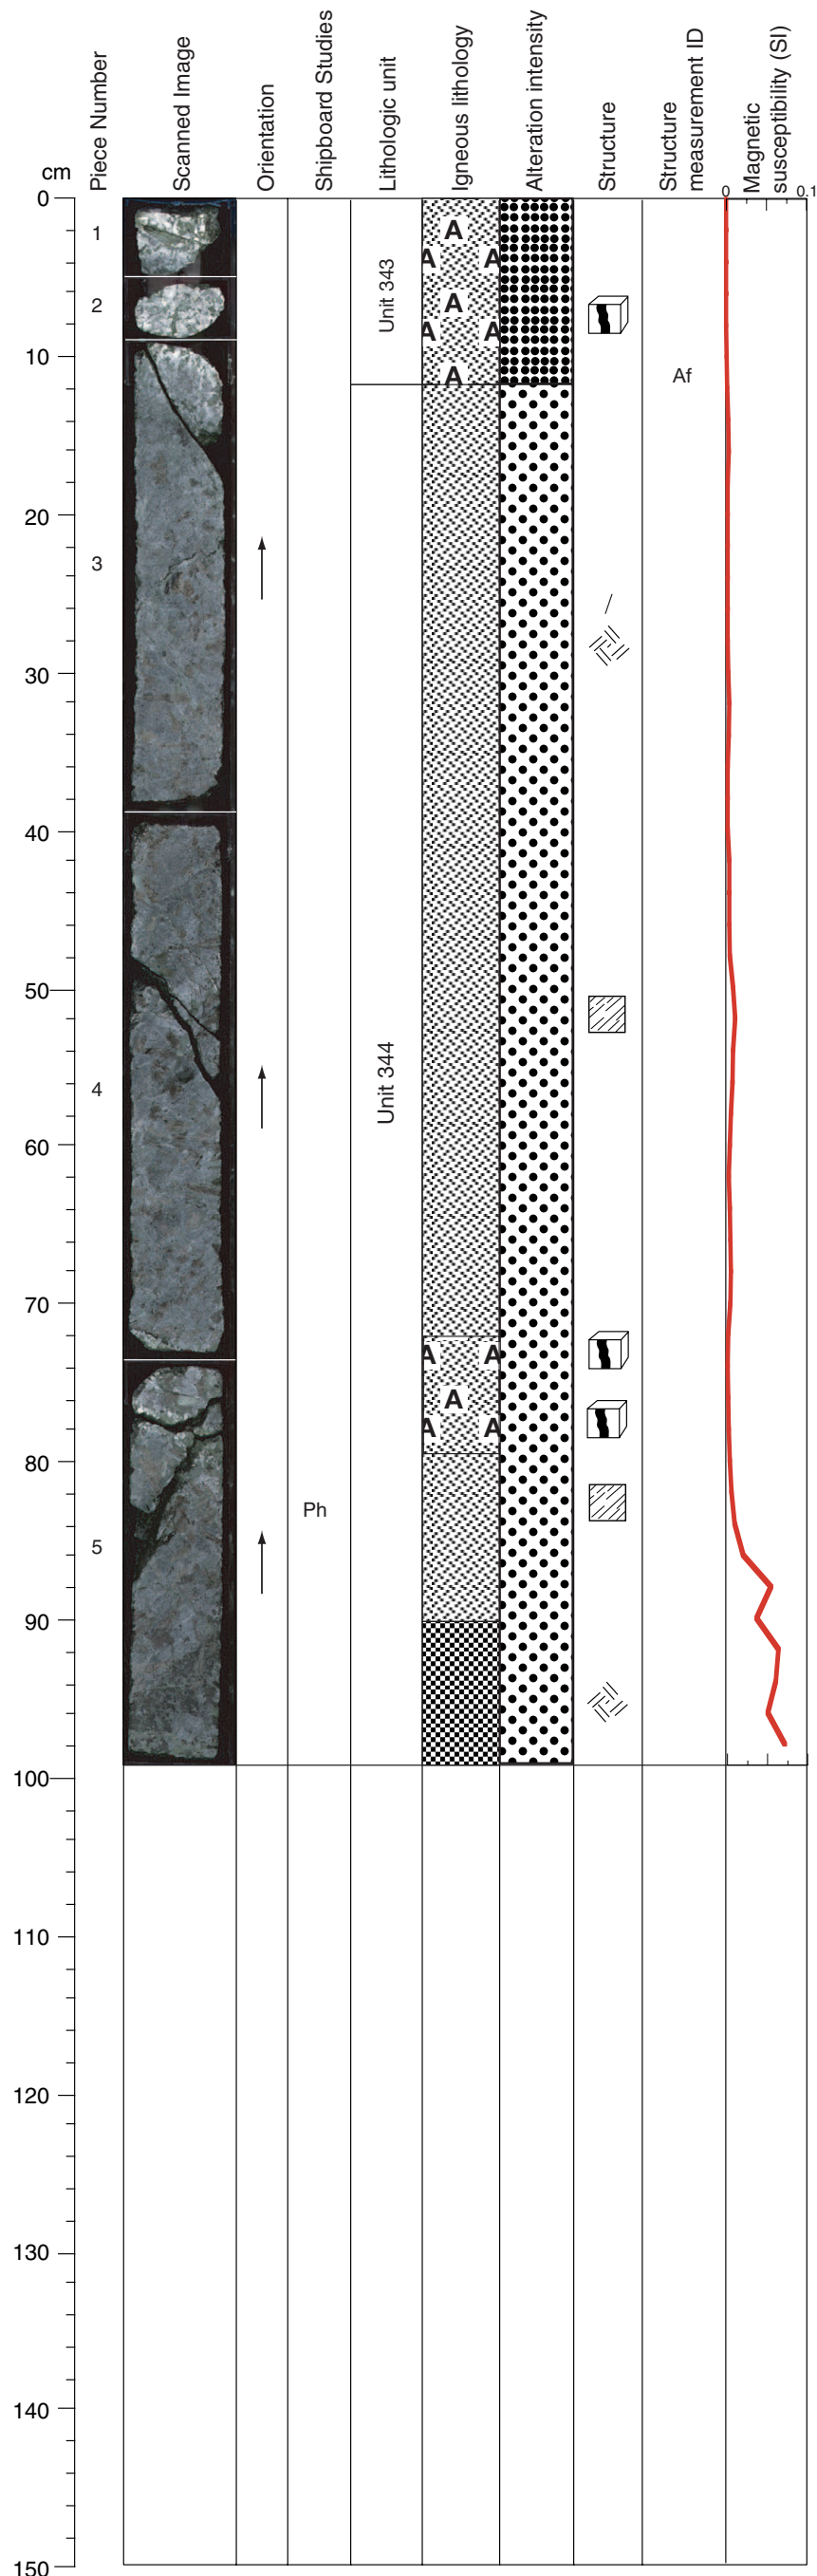 cm
Piece Number
Scanned Image
Orientation
Shipboard Studies
Lithologic unit
Igneous lithology
Alteration intensity
Structure
Structure
measurement ID
Magnetic
susceptibility (SI)
0 0.1
0
1
A
A A
Unit 343
2
A
A A
10
A
Af
20
3
30
40
50
Unit 344
4
60
70
A A
A
A A
80
Ph
5
90
100
110
120
130
140
150